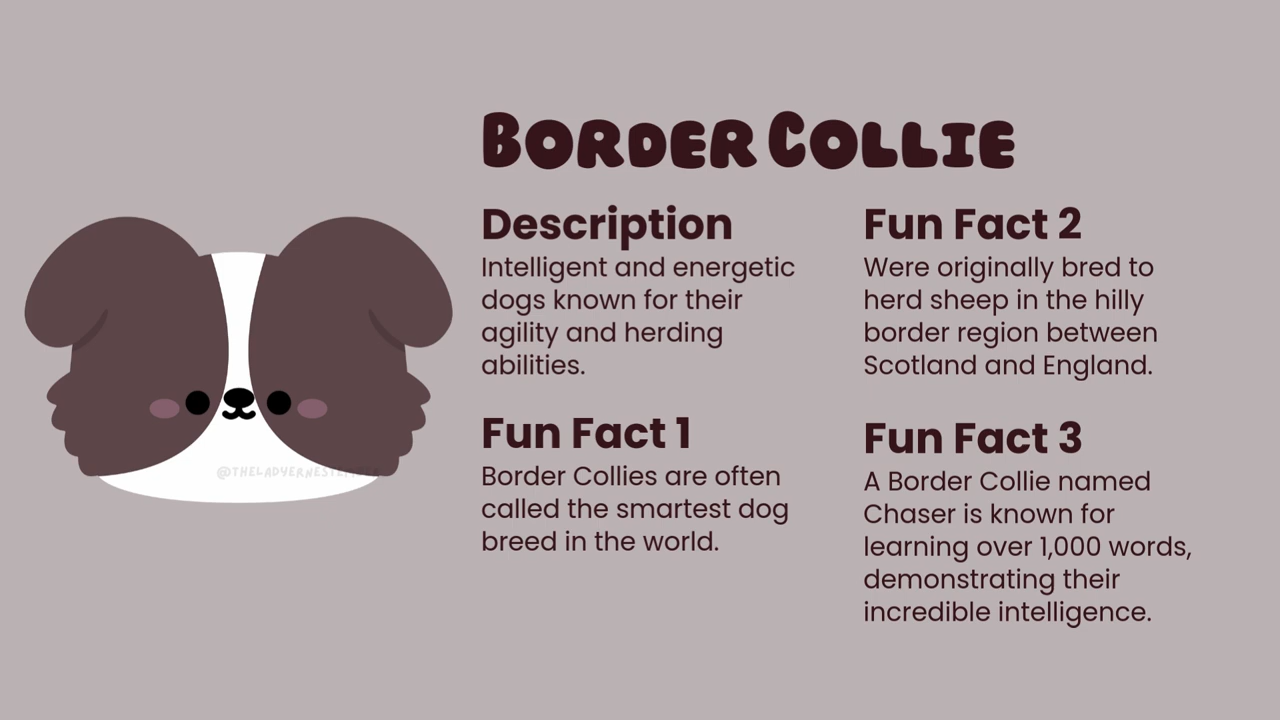 BORDER COLLIE
Description
Intelligent and energetic
dogs known for their
agility and herding
abilities.
Fun Fact 1
Border Collies are often
called the smartest dog
breed in the world.
Fun Fact 2
Were originally bred to
herd sheep in the hilly
border region between
Scotland and England.
Fun Fact 3
A Border Collie named
Chaser is known for
learning over 1,000 words,
demonstrating their
incredible intelligence.